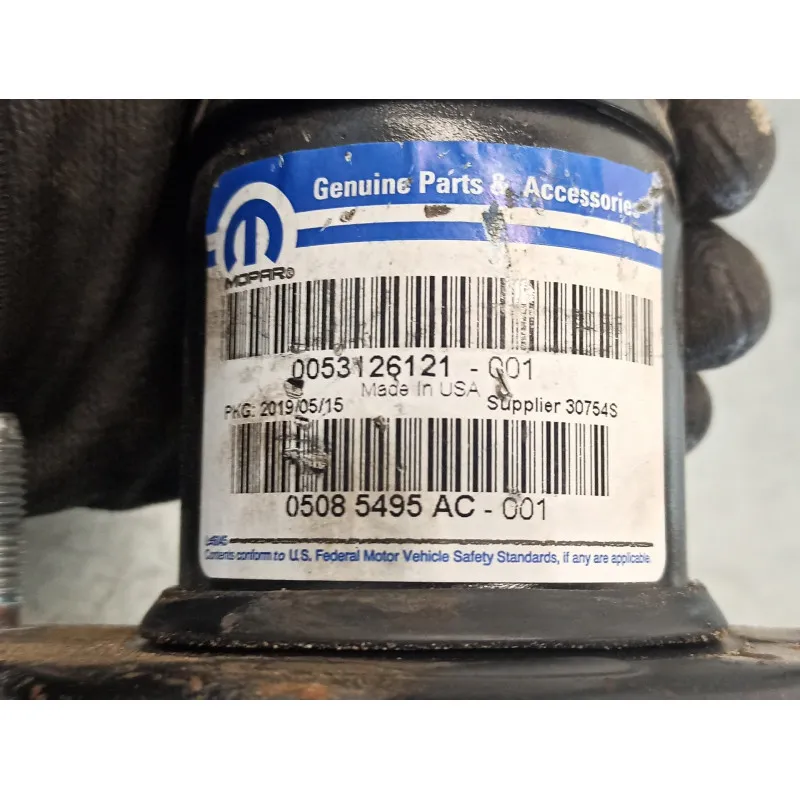 Genuine Parts & Accessories
MOPAR®
0053126121 - 001
Made In USA
PKG: 2019/05/15 Supplier 30754S
0508 5495 AC - 001
Contents conform to U.S. Federal Motor Vehicle Safety Standards, if any are applicable.